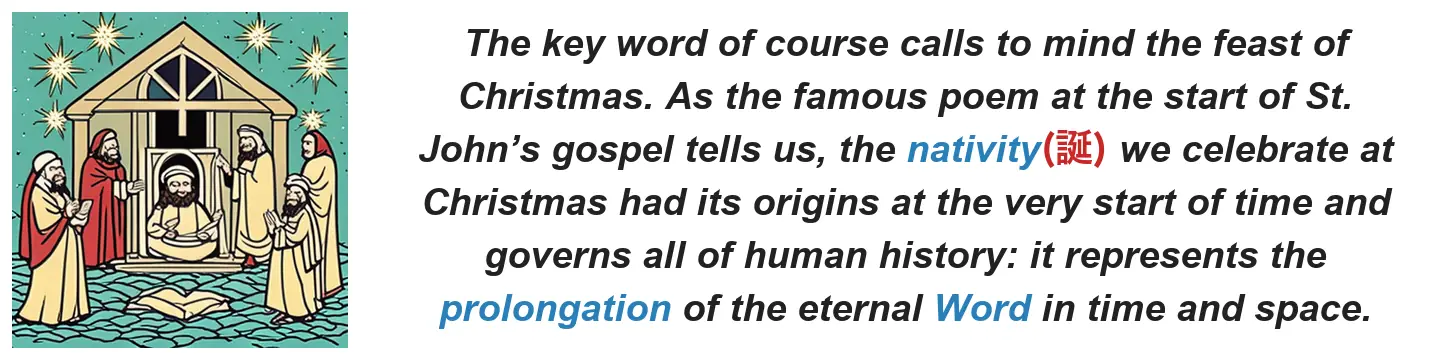 The key word of course calls to mind the feast of
Christmas. As the famous poem at the start of St.
John’s gospel tells us, the nativity(誕) we celebrate at
Christmas had its origins at the very start of time and
governs all of human history: it represents the
prolongation of the eternal Word in time and space.